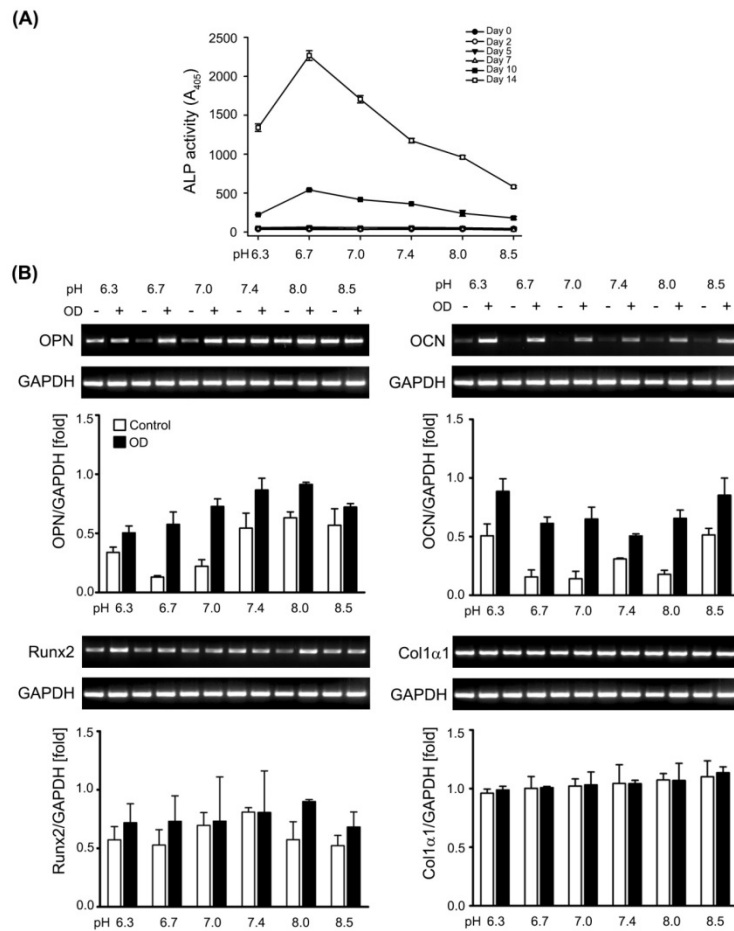 (A)
Day 0
Day 2
Day 5
Day 7
Day 10
Day 14
ALP activity (A405)
2500
2000
1500
1000
500
0
pH 6.3 6.7 7.0 7.4 8.0 8.5
(B)
pH 6.3 6.7 7.0 7.4 8.0 8.5
OD - + - + - + - + - + - +
OPN
GAPDH
OPN/GAPDH [fold]
1.5
1.0
0.5
0.0
Control
OD
pH 6.3 6.7 7.0 7.4 8.0 8.5
pH 6.3 6.7 7.0 7.4 8.0 8.5
OD - + - + - + - + - + - +
OCN
GAPDH
OCN/GAPDH [fold]
1.5
1.0
0.5
0.0
pH 6.3 6.7 7.0 7.4 8.0 8.5
Runx2
GAPDH
Runx2/GAPDH [fold]
1.5
1.0
0.5
0.0
pH 6.3 6.7 7.0 7.4 8.0 8.5
Col1α1
GAPDH
Col1α1/GAPDH [fold]
1.5
1.0
0.5
0.0
pH 6.3 6.7 7.0 7.4 8.0 8.5